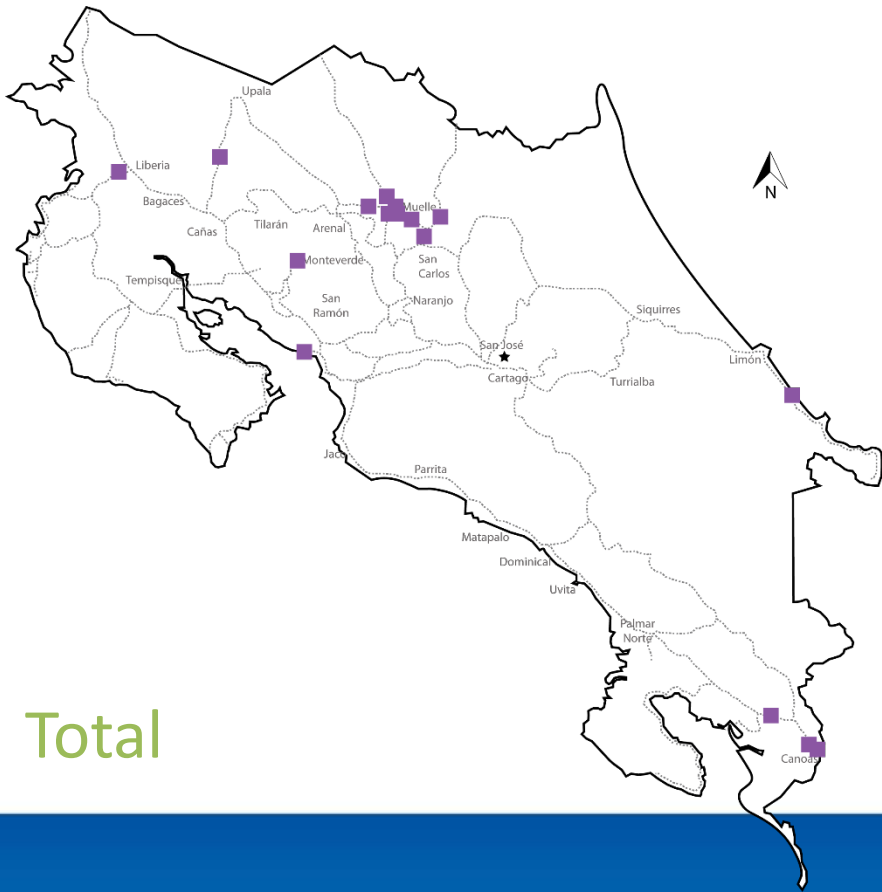 Upala
Liberia
N
Bagaces
Muelle
Tilarán
Arenal
Cañas
Monteverde
San
Carlos
Tempisque
San
Ramón
Naranjo
Siquirres
San José
Limón
Cartago
Turrialba
Jacó
Parrita
Matapalo
Dominical
Uvita
Palmar
Norte
Total
Canoas